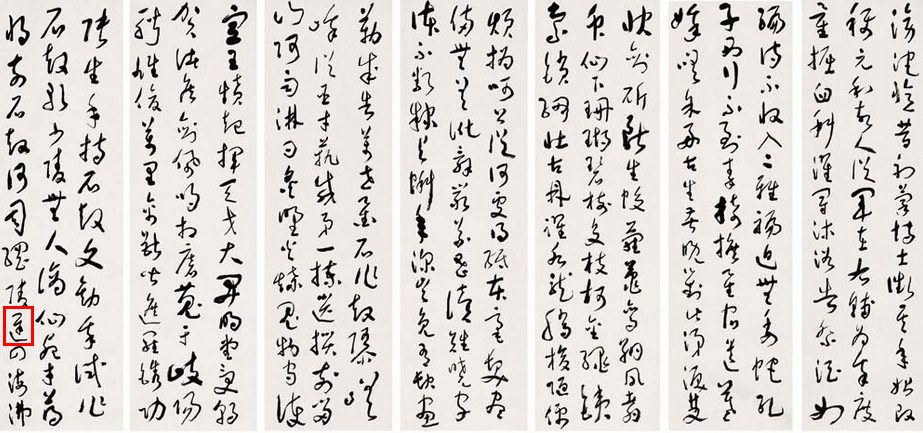 張生手持石鼓文勸我試作
石鼓歌少陵無人謫仙死才薄
將奈石鼓何周綱陵遲四海沸
宣王憤起揮天戈大開明堂受朝
賀諸侯劍佩鳴相磨蒐于岐陽
騁雄俊萬里禽獸皆遮羅鐫功
勒成告萬世鑿石作鼓隳嵯
峨從臣才藝咸第一揀選撰刻留
山阿雨淋日炙野火燎鬼物守護
煩撝呵公從何處得紙本毫髮盡
備無差訛辭嚴義密讀難曉字
體不類隸與蝌年深豈免有缺畫
快劍斫斷生蛟鼉鸞翔鳳翥
衆仙下珊瑚碧樹交枝柯金繩鐵
索鎖紐壯古鼎躍水龍騰梭陋儒
編詩不收入二雅褊迫無委蛇孔
子西行不到秦掎摭星宿遺羲
娥嗟余好古生苦晚對此涕淚雙
滂沱憶昔初蒙博士徵其年始改
稱元和故人從軍在右輔為我度
量掘臼科濯冠沐浴告祭酒如